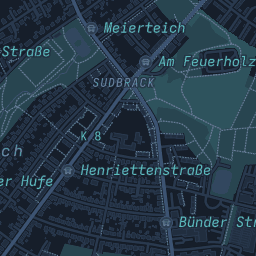 Meierteich
-Straße
Am Feuerholz
SUDBRACK
K 8
ch
Henriettenstraße
er Hufe
Bünder Str